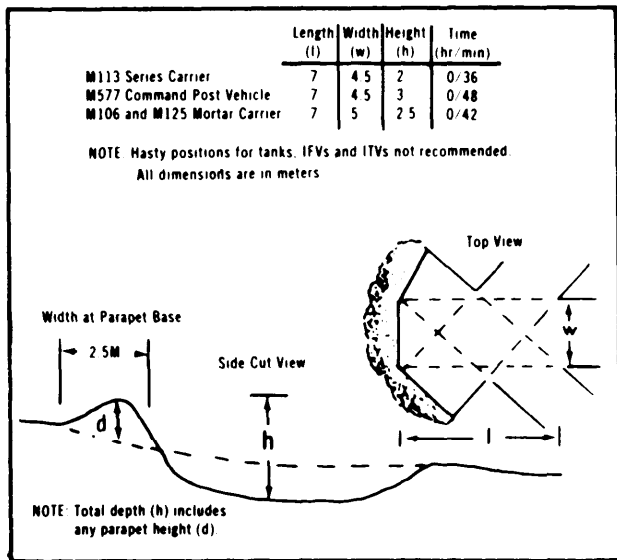 Length Width Height Time
(l) (w) (h) (hr/min)
M113 Series Carrier 7 4.5 2 0/36
M577 Command Post Vehicle 7 4.5 3 0/48
M106 and M125 Mortar Carrier 7 5 2.5 0/42
NOTE: Hasty positions for tanks, IFVs and ITVs not recommended.
All dimensions are in meters
Top View
Width at Parapet Base
2.5M
Side Cut View
w
d
h
l
NOTE: Total depth (h) includes
any parapet height (d).